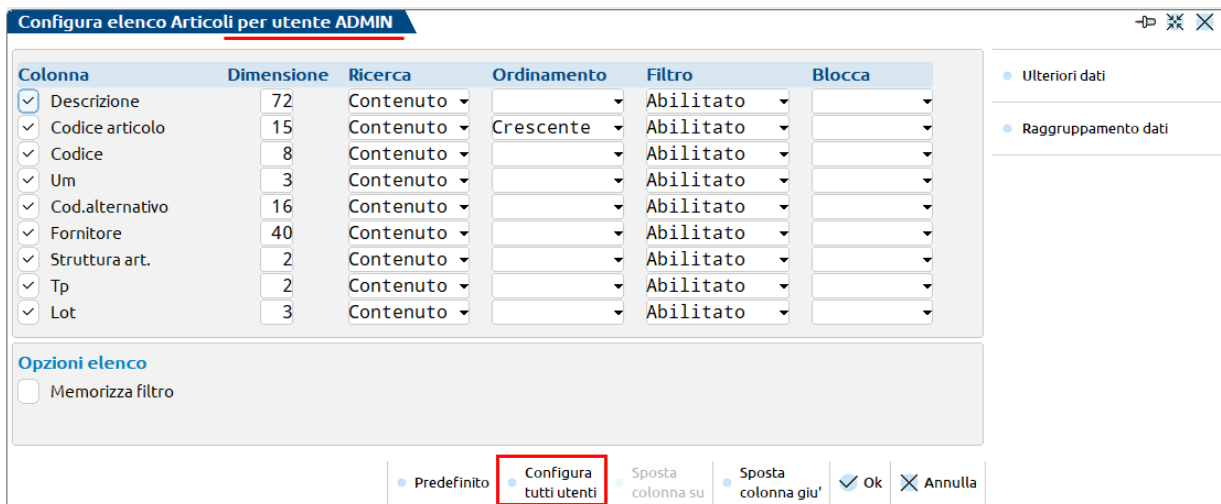 Configura elenco Articoli per utente ADMIN
Colonna Dimensione Ricerca Ordinamento Filtro Blocca
Descrizione 72 Contenuto Abilitato
Codice articolo 15 Contenuto Crescente Abilitato
Codice 8 Contenuto Abilitato
Um 3 Contenuto Abilitato
Cod.alternativo 16 Contenuto Abilitato
Fornitore 40 Contenuto Abilitato
Struttura art. 2 Contenuto Abilitato
Tp 2 Contenuto Abilitato
Lot 3 Contenuto Abilitato
Opzioni elenco
Memorizza filtro
Ulteriori dati
Raggruppamento dati
Predefinito
Configura
tutti utenti
Sposta
colonna su
Sposta
colonna giu'
Ok
Annulla